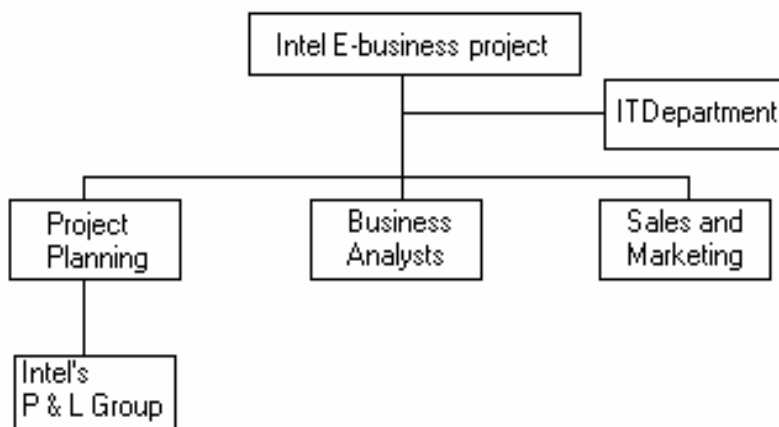 Intel E-business project
ITDepartment
Project
Planning
Business
Analysts
Sales and
Marketing
Intel's
P & L Group